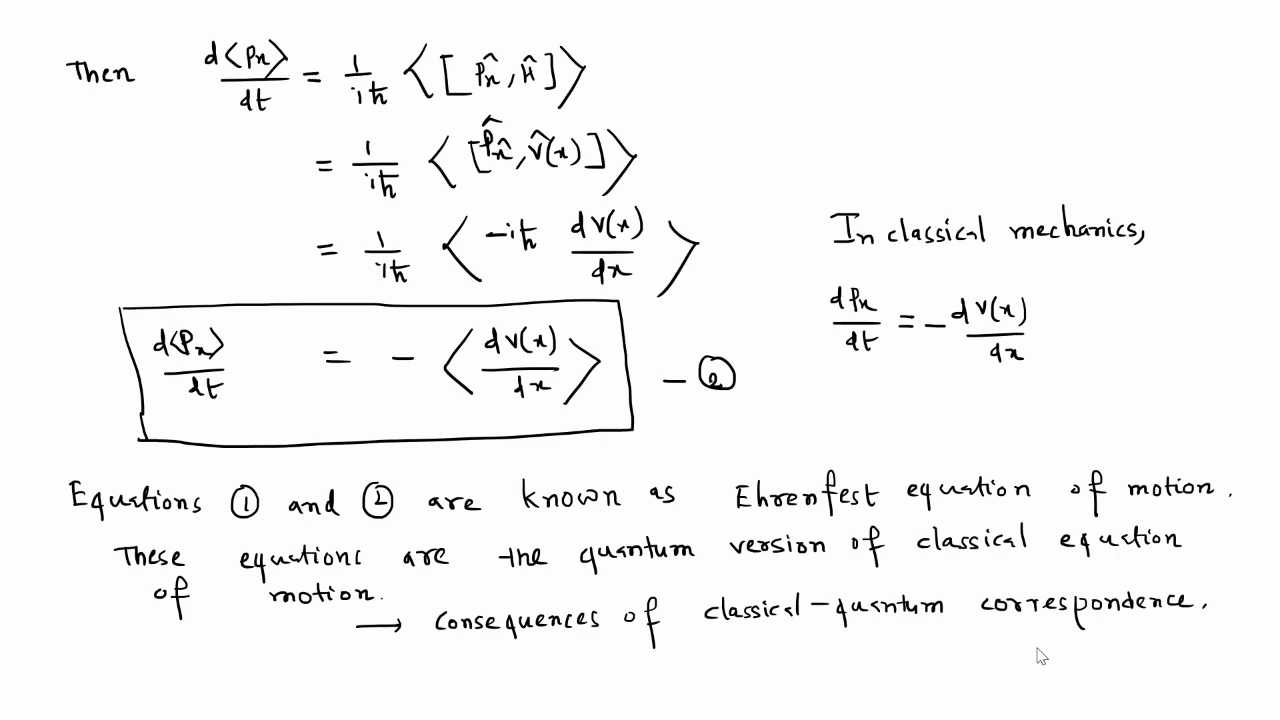 Then d⟨Px⟩/dt = 1/iħ ⟨[P̂x, Ĥ]⟩
= 1/iħ ⟨[P̂x, V̂(x)]⟩
= 1/iħ ⟨-iħ dV(x)/dx⟩
d⟨Px⟩/dt = - ⟨dV(x)/dx⟩ - ②
In classical mechanics,
dPx/dt = - dV(x)/dx
Equations ① and ② are known as Ehrenfest equation of motion.
These equations are the quantum version of classical equation
of motion.
→ consequences of classical-quantum correspondence.